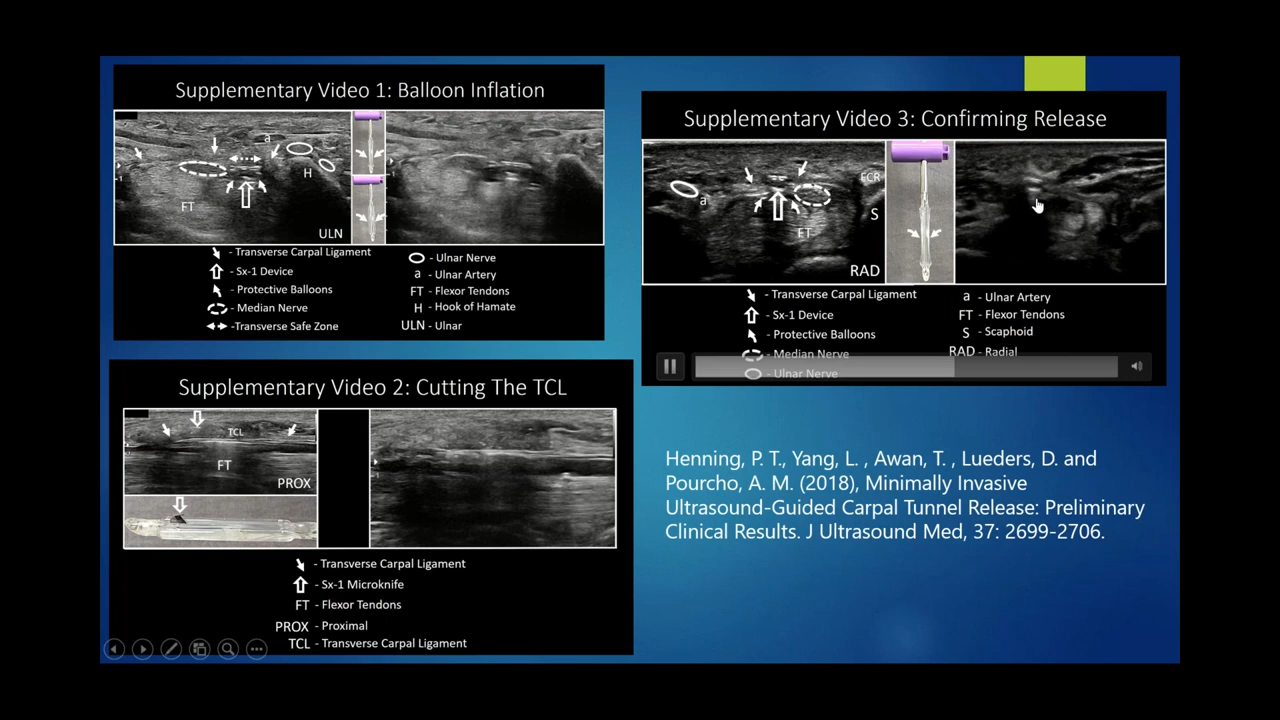 Supplementary Video 1: Balloon Inflation
a
H
FT
ULN
- Transverse Carpal Ligament
- Sx-1 Device
- Protective Balloons
- Median Nerve
-Transverse Safe Zone
- Ulnar Nerve
a - Ulnar Artery
FT - Flexor Tendons
H - Hook of Hamate
ULN - Ulnar
Supplementary Video 2: Cutting The TCL
TCL
FT
PROX
- Transverse Carpal Ligament
- Sx-1 Microknife
FT - Flexor Tendons
PROX - Proximal
TCL - Transverse Carpal Ligament
Supplementary Video 3: Confirming Release
FCR
a
S
FT
RAD
- Transverse Carpal Ligament
- Sx-1 Device
- Protective Balloons
- Median Nerve
- Ulnar Nerve
a - Ulnar Artery
FT - Flexor Tendons
S - Scaphoid
RAD - Radial
Henning, P. T., Yang, L. , Awan, T. , Lueders, D. and
Pourcho, A. M. (2018), Minimally Invasive
Ultrasound‐Guided Carpal Tunnel Release: Preliminary
Clinical Results. J Ultrasound Med, 37: 2699-2706.